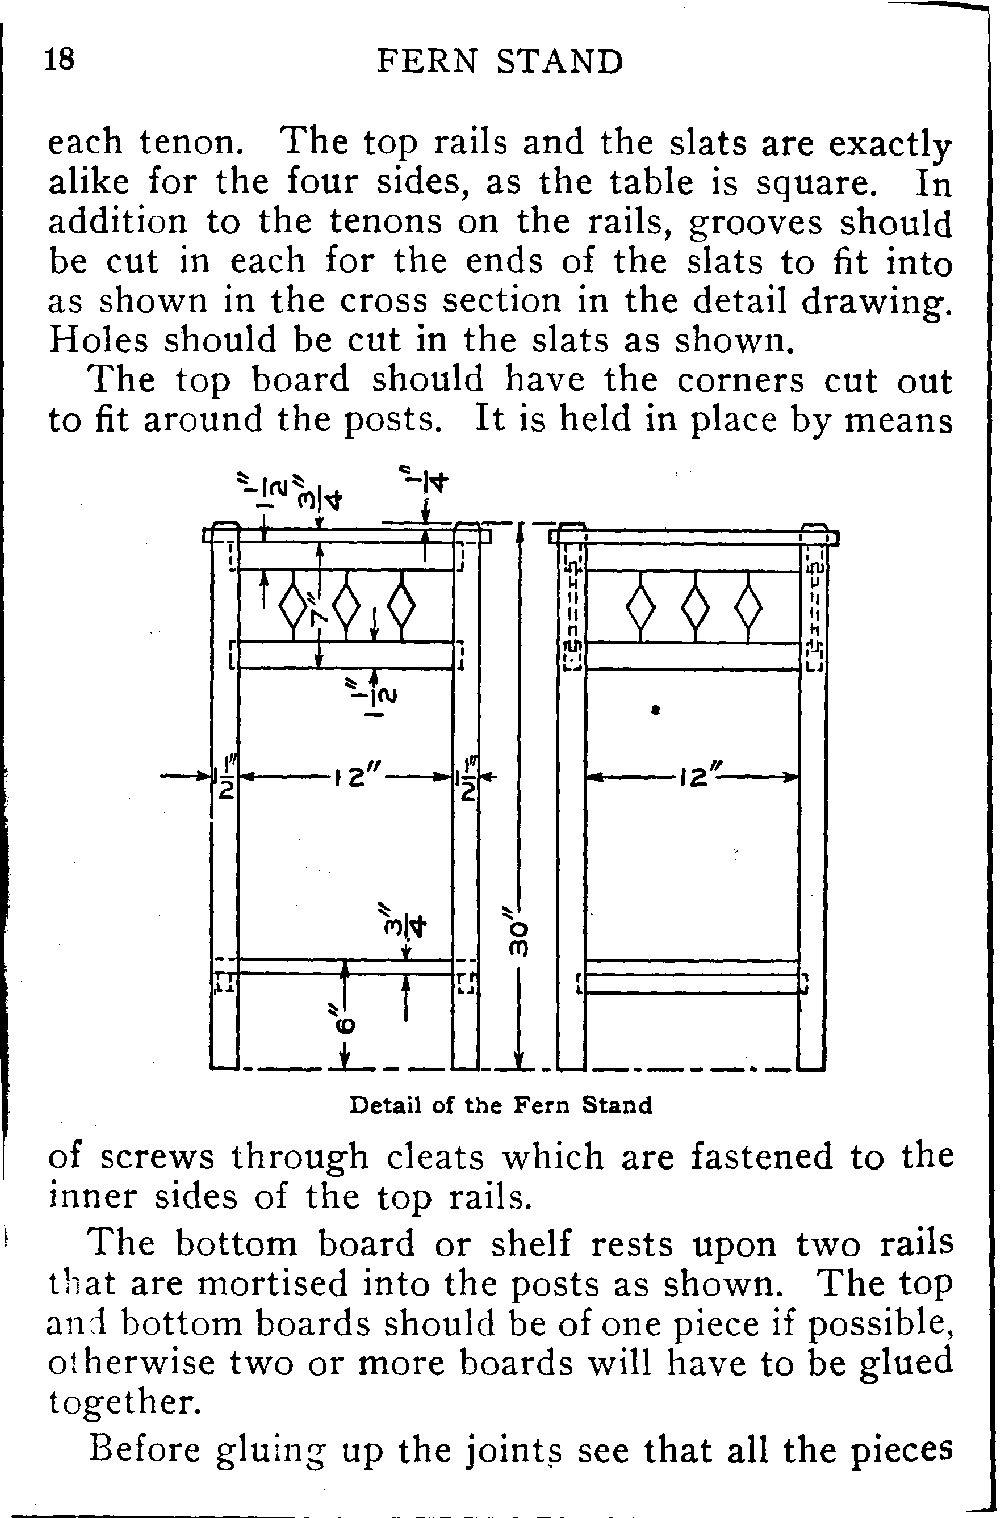 18 FERN STAND
each tenon. The top rails and the slats are exactly
alike for the four sides, as the table is square. In
addition to the tenons on the rails, grooves should
be cut in each for the ends of the slats to fit into
as shown in the cross section in the detail drawing.
Holes should be cut in the slats as shown.
The top board should have the corners cut out
to fit around the posts. It is held in place by means
1 1/2" 3/4" 1/4"
7"
1 1/2"
1 1/2" 12" 1 1/2" 12"
3/4" 30"
6"
Detail of the Fern Stand
of screws through cleats which are fastened to the
inner sides of the top rails.
The bottom board or shelf rests upon two rails
that are mortised into the posts as shown. The top
and bottom boards should be of one piece if possible,
otherwise two or more boards will have to be glued
together.
Before gluing up the joints see that all the pieces